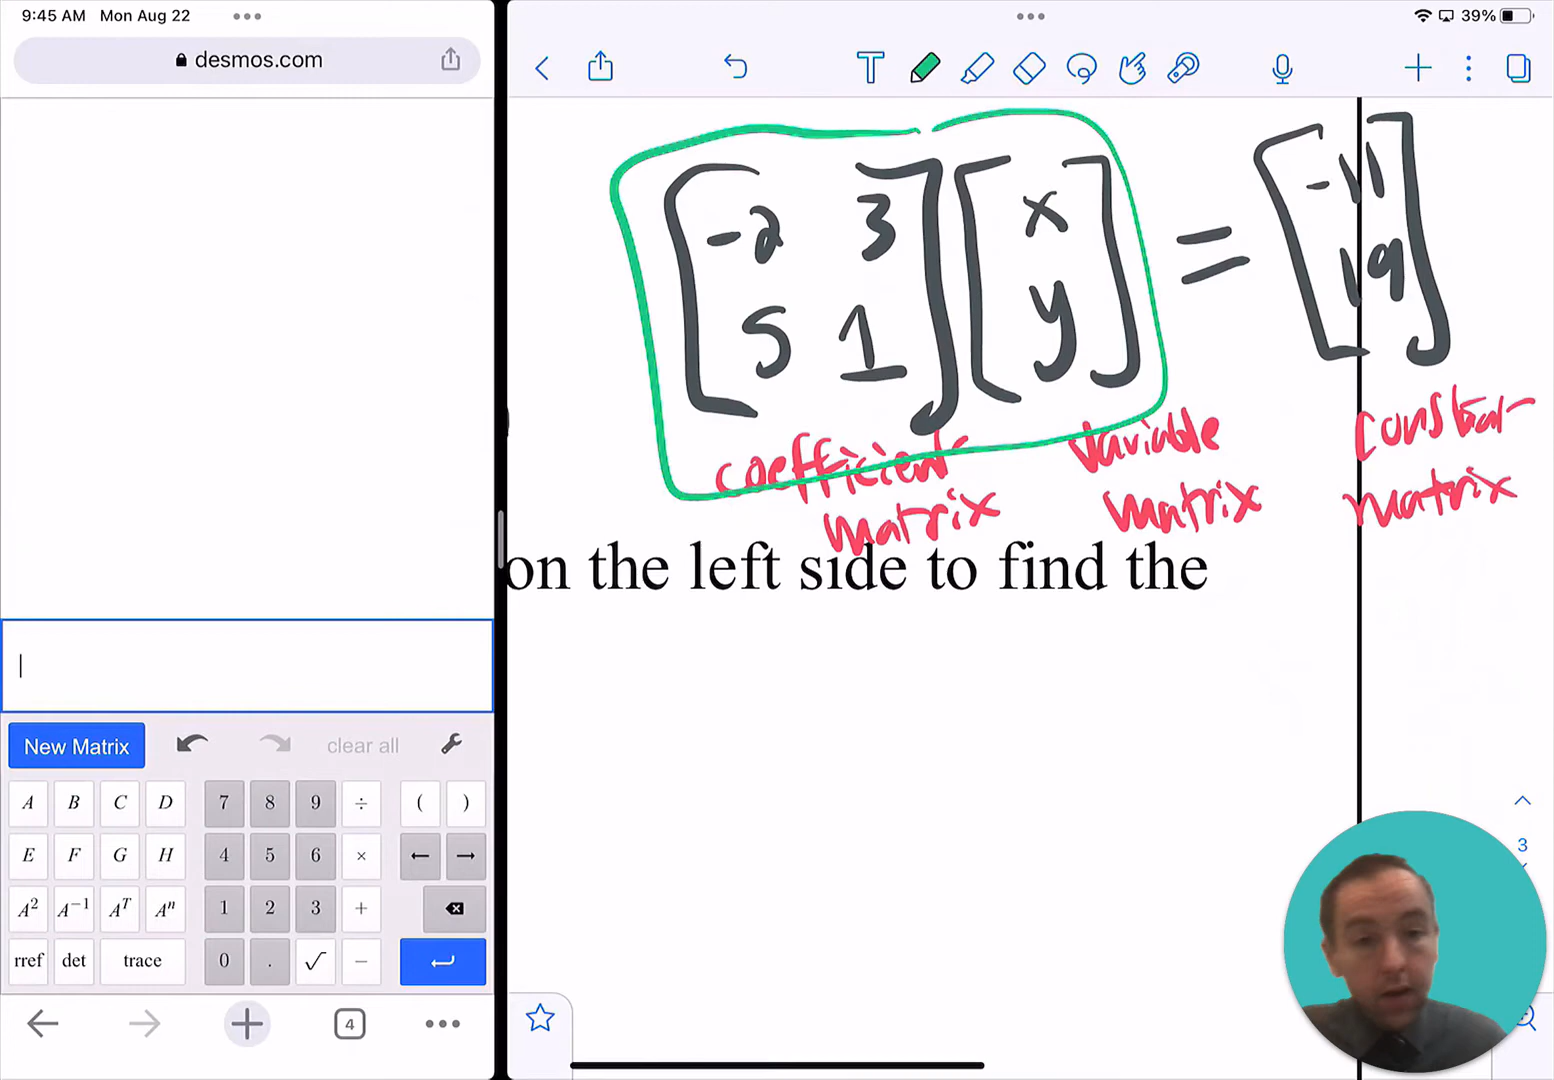 9:45 AM Mon Aug 22
39%
desmos.com
T
-2 3
5 1
x
y
=
-11
19
coefficient
matrix
variable
matrix
matrix
on the left side to find the
New Matrix
clear all
A B C D 7 8 9 ÷ ( )
E F G H 4 5 6 × ← →
A² A⁻¹ Aᵀ Aⁿ 1 2 3 +
rref det trace 0 . √ −
4
3